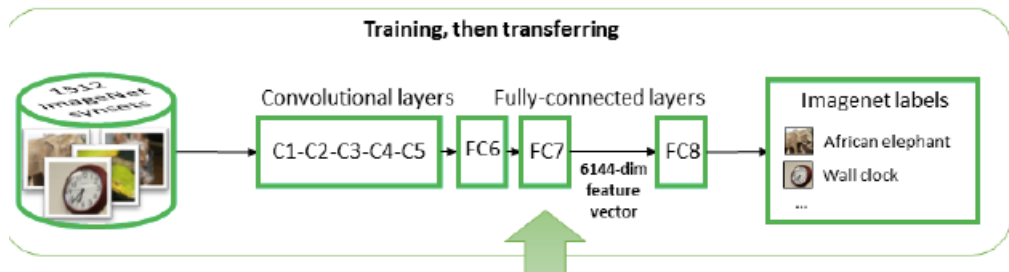 Training, then transferring
1512
ImageNet
synsets
Convolutional layers
Fully-connected layers
C1-C2-C3-C4-C5
FC6
FC7
6144-dim
feature
vector
FC8
Imagenet labels
African elephant
Wall clock
...